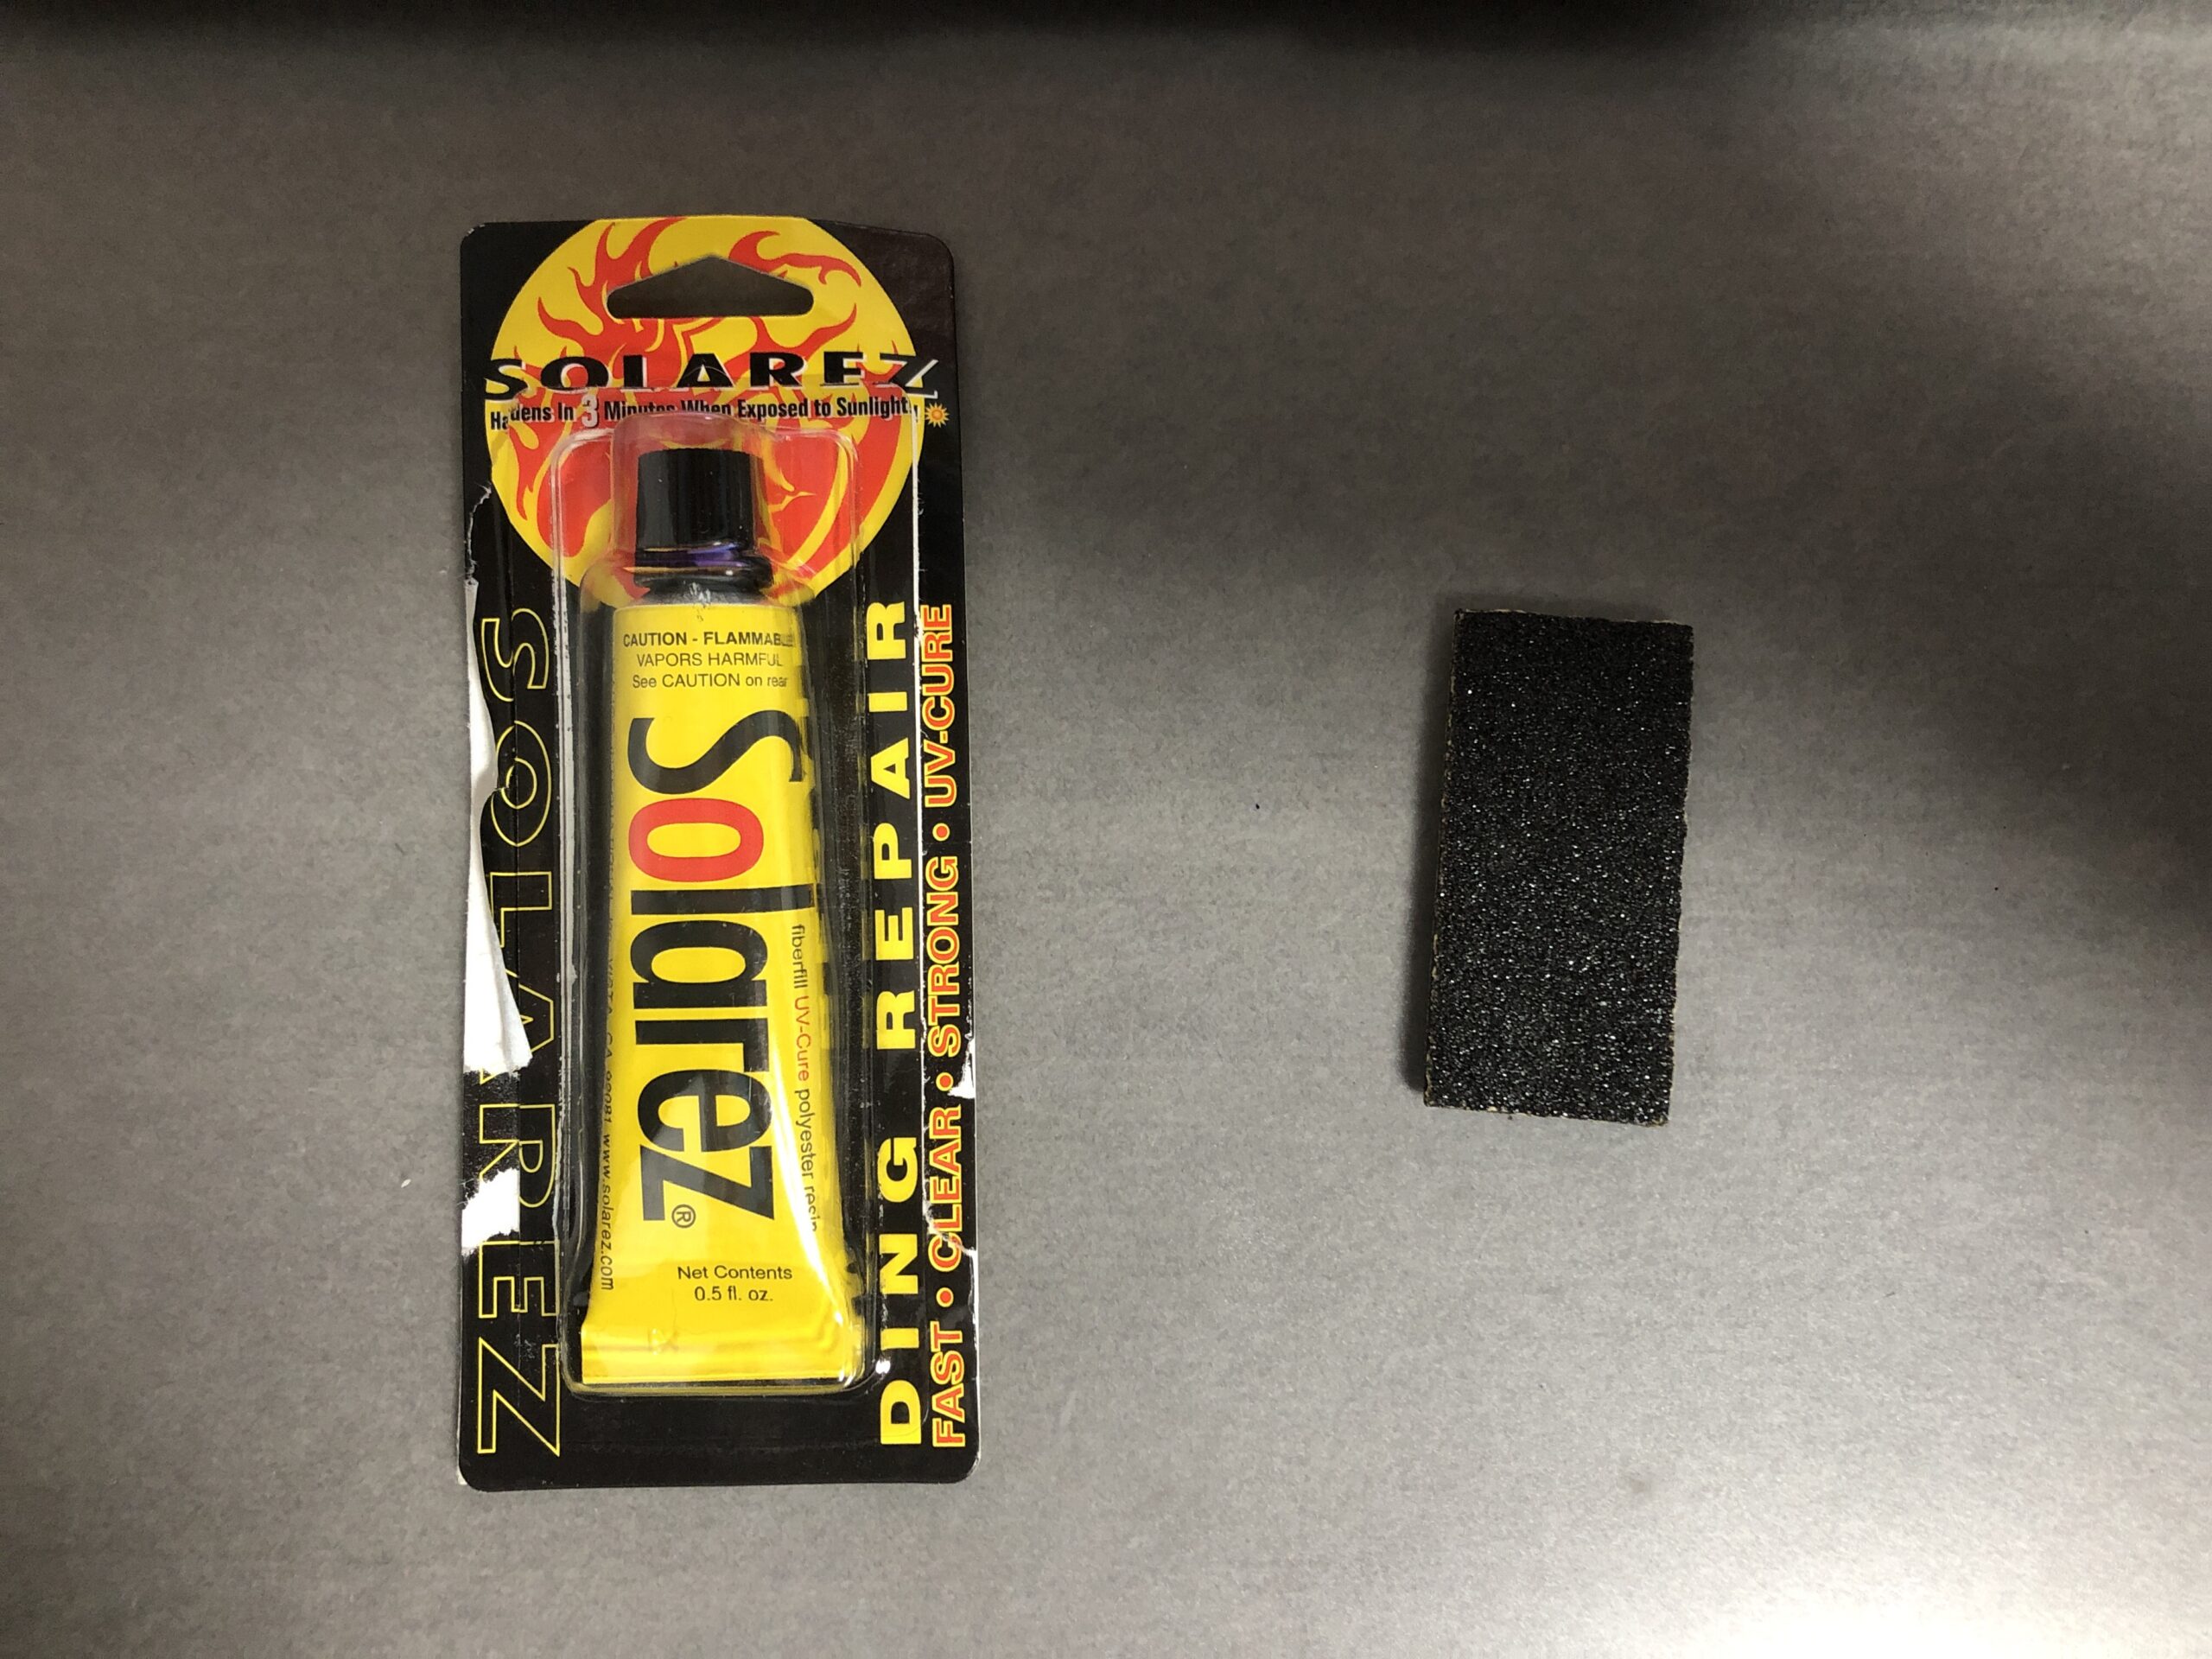 SOLAREZ
Hardens In 3 Minutes When Exposed to Sunlight
CAUTION - FLAMMABLE
VAPORS HARMFUL
See CAUTION on rear
Solarez®
fiberfill UV-Cure polyester resin
www.solarez.com
Net Contents
0.5 fl. oz.
SOLAREZ
DING REPAIR
FAST • CLEAR • STRONG • UV-CURE